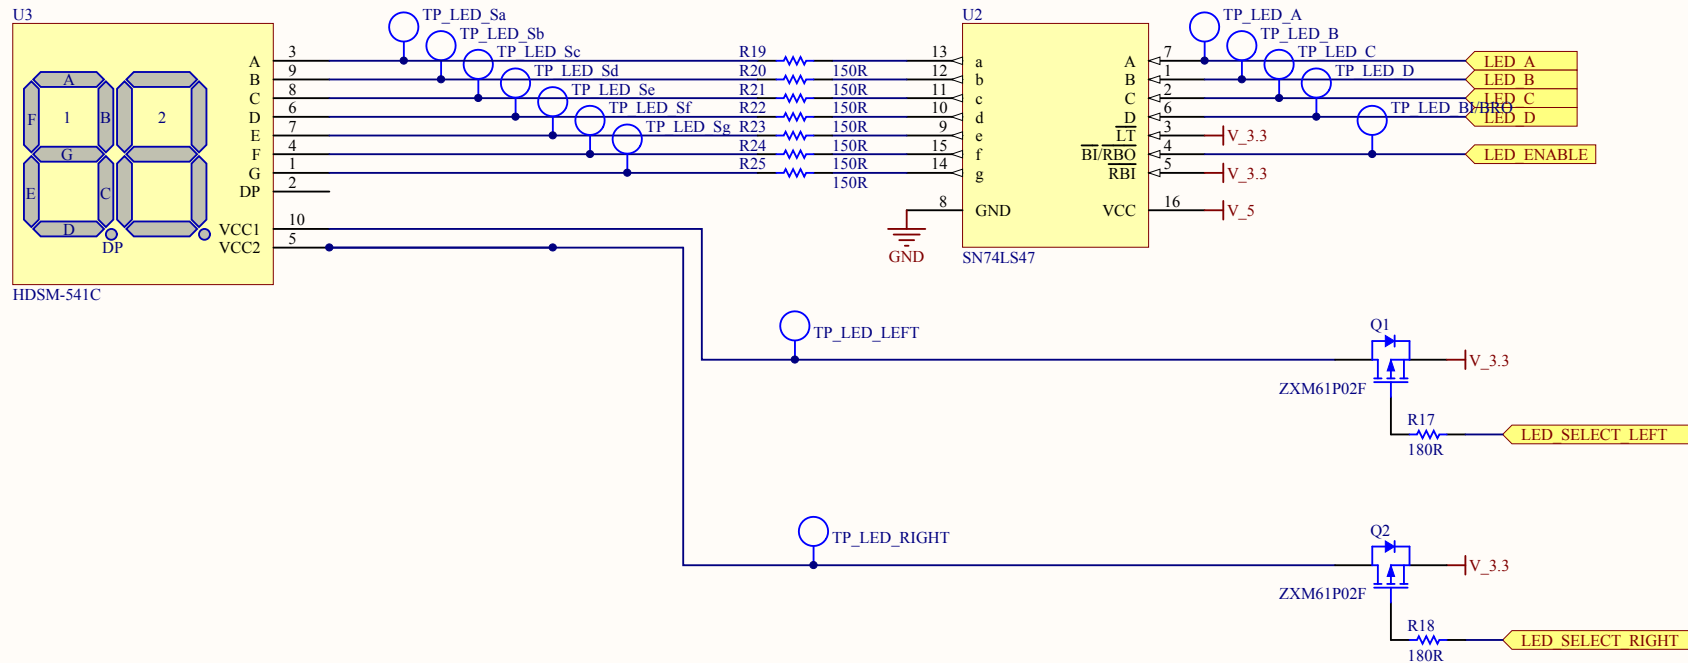 U3
TP_LED_Sa
TP_LED_Sb
TP_LED_Sc
TP_LED_Sd
TP_LED_Se
TP_LED_Sf
TP_LED_Sg
U2
TP_LED_A
TP_LED_B
TP_LED_C
TP_LED_D
TP_LED_BI/BRO
A 3
B 9
C 8
D 6
E 7
F 4
G 1
DP 2
VCC1 10
VCC2 5
A
F 1 B 2
G
E C
D
DP
HDSM-541C
R19 150R
R20 150R
R21 150R
R22 150R
R23 150R
R24 150R
R25 150R
13 a A 7
12 b B 1
11 c C 2
10 d D 6
9 e LT 3 V_3.3
15 f BI/RBO 4
14 g RBI 5 V_3.3
8 GND VCC 16 V_5
GND
SN74LS47
LED_A
LED_B
LED_C
LED_D
LED_ENABLE
TP_LED_LEFT
Q1
V_3.3
ZXM61P02F
R17
180R
LED_SELECT_LEFT
TP_LED_RIGHT
Q2
V_3.3
ZXM61P02F
R18
180R
LED_SELECT_RIGHT